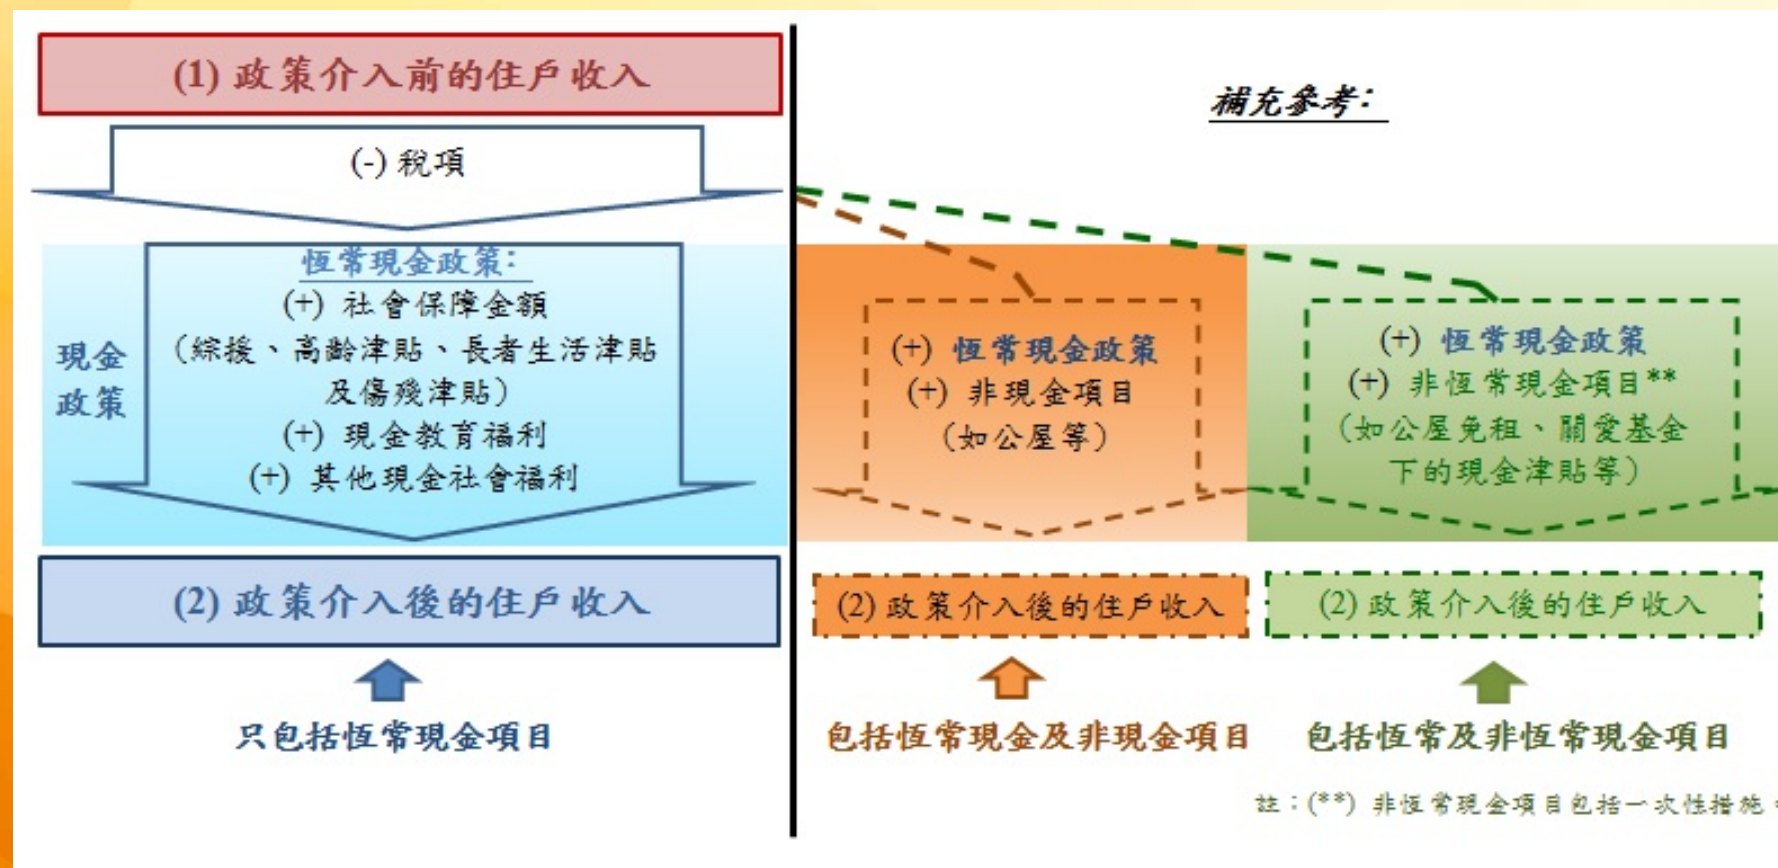 (1) 政策介入前的住戶收入
(-) 稅項
現金
政策
恆常現金政策：
(+) 社會保障金額
（綜援、高齡津貼、長者生活津貼
及傷殘津貼）
(+) 現金教育福利
(+) 其他現金社會福利
(2) 政策介入後的住戶收入
只包括恆常現金項目
補充參考：
(+) 恆常現金政策
(+) 非現金項目
（如公屋等）
(2) 政策介入後的住戶收入
包括恆常現金及非現金項目
(+) 恆常現金政策
(+) 非恆常現金項目**
（如公屋免租、關愛基金
下的現金津貼等）
(2) 政策介入後的住戶收入
包括恆常及非恆常現金項目
註：(**) 非恆常現金項目包括一次性措施